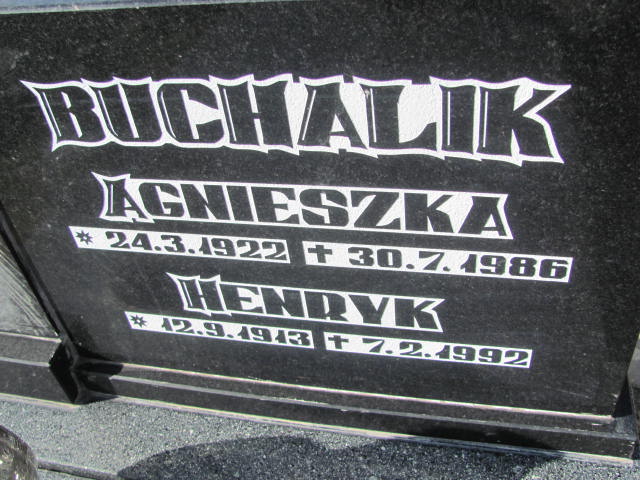 BUCHALIK
AGNIESZKA
* 24.3.1922 ✝ 30.7.1986
HENRYK
* 12.9.1913 ✝ 7.2.1992